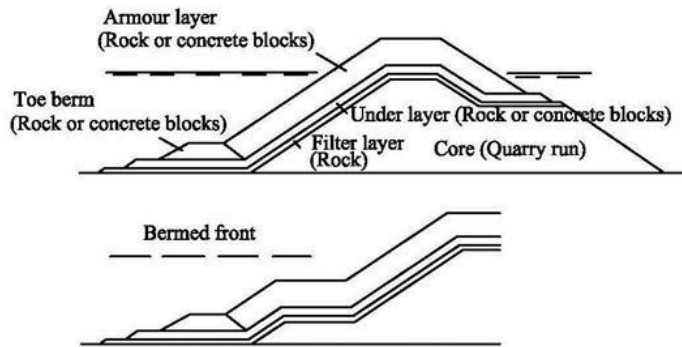 Armour layer
(Rock or concrete blocks)
Toe berm
(Rock or concrete blocks)
Under layer (Rock or concrete blocks)
Filter layer
(Rock)
Core (Quarry run)
Bermed front